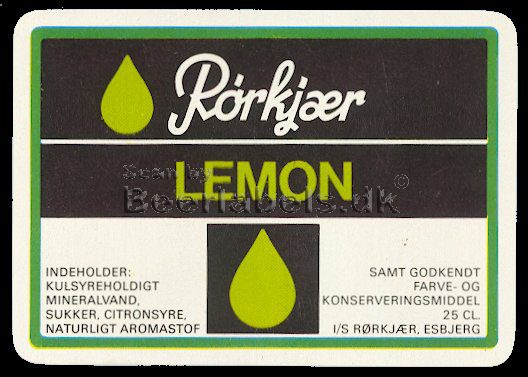 Rørkjær
LEMON
Scan by
Beerlabels.dk ©
INDEHOLDER:
KULSYREHOLDIGT
MINERALVAND,
SUKKER, CITRONSYRE,
NATURLIGT AROMASTOF
SAMT GODKENDT
FARVE- OG
KONSERVERINGSMIDDEL
25 CL.
I/S RØRKJÆR, ESBJERG